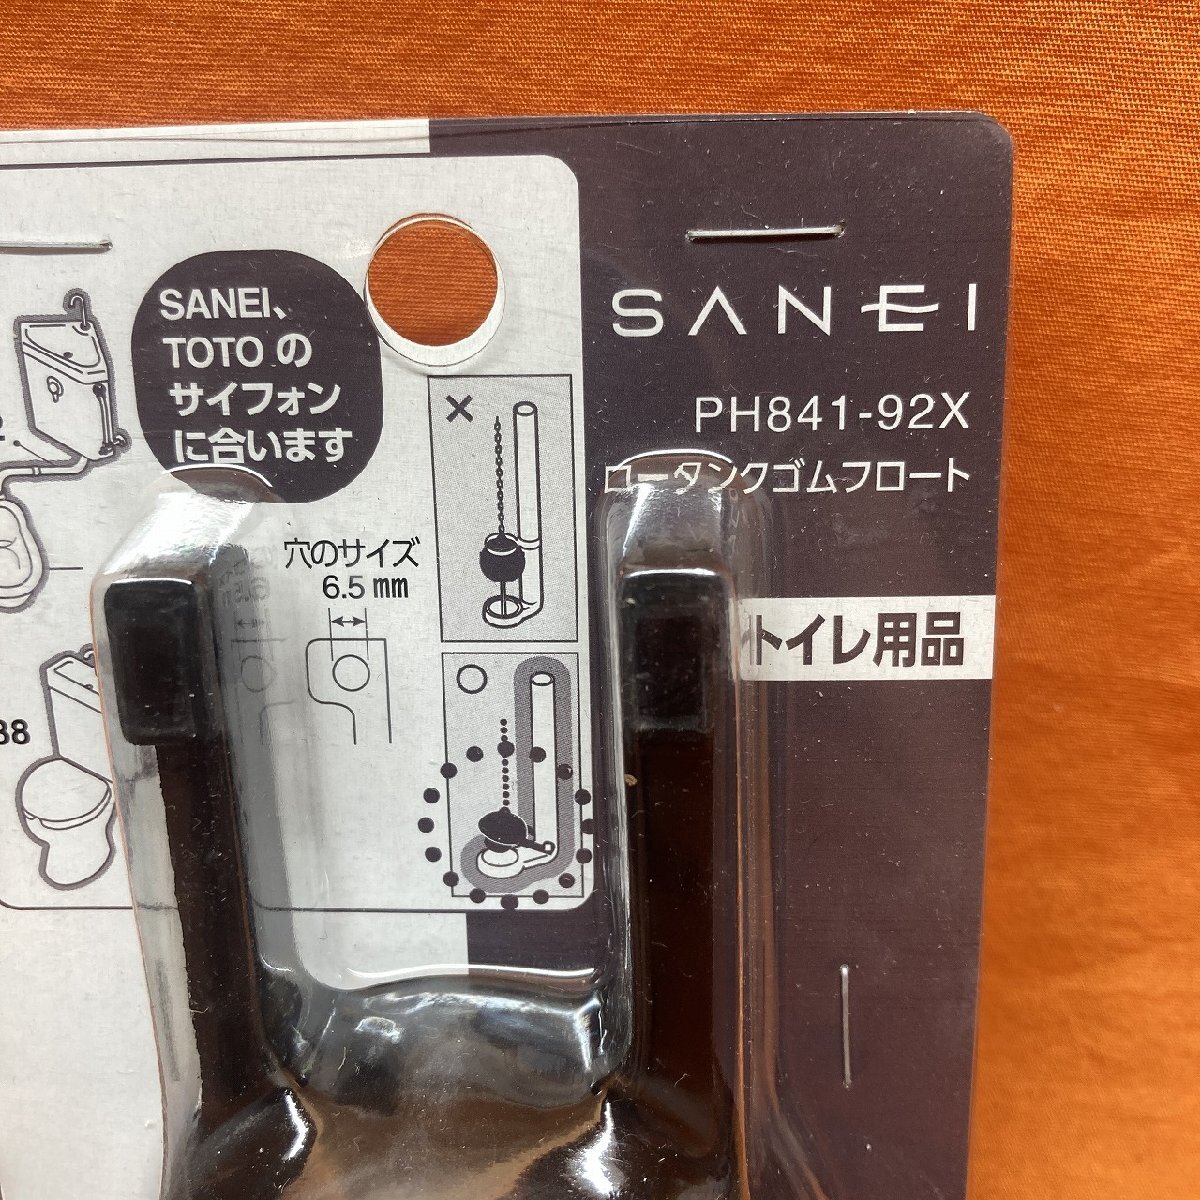 SANEI、
TOTO の
サイフォン
に合います
SANEI
PH841-92X
ロータンクゴムフロート
トイレ用品
穴のサイズ
6.5 ㎜